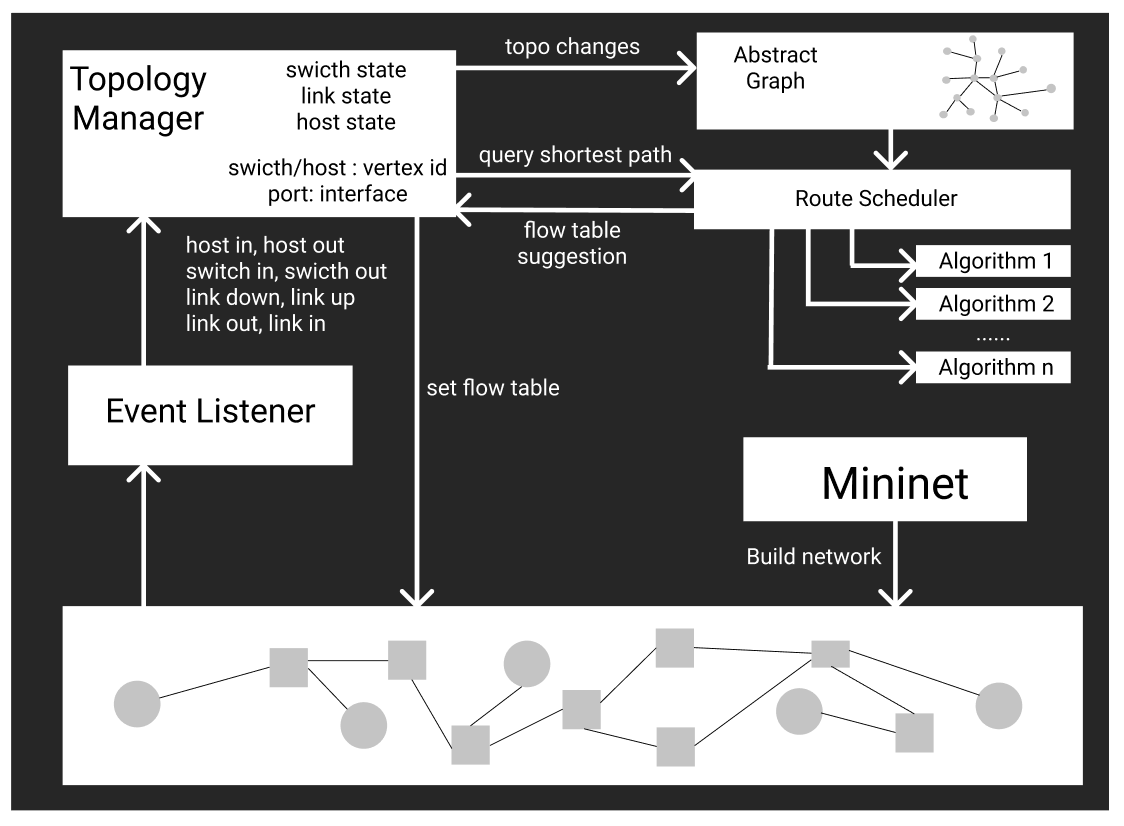 Topology
Manager
swicth state
link state
host state
swicth/host : vertex id
port: interface
topo changes
Abstract
Graph
query shortest path
Route Scheduler
flow table
suggestion
Algorithm 1
Algorithm 2
......
Algorithm n
host in, host out
switch in, swicth out
link down, link up
link out, link in
Event Listener
set flow table
Mininet
Build network